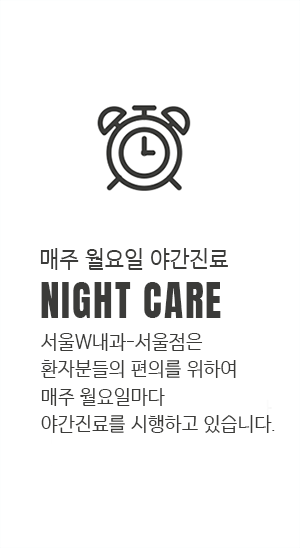 매주 월요일 야간진료
NIGHT CARE
서울W내과-서울점은
환자분들의 편의를 위하여
매주 월요일마다
야간진료를 시행하고 있습니다.